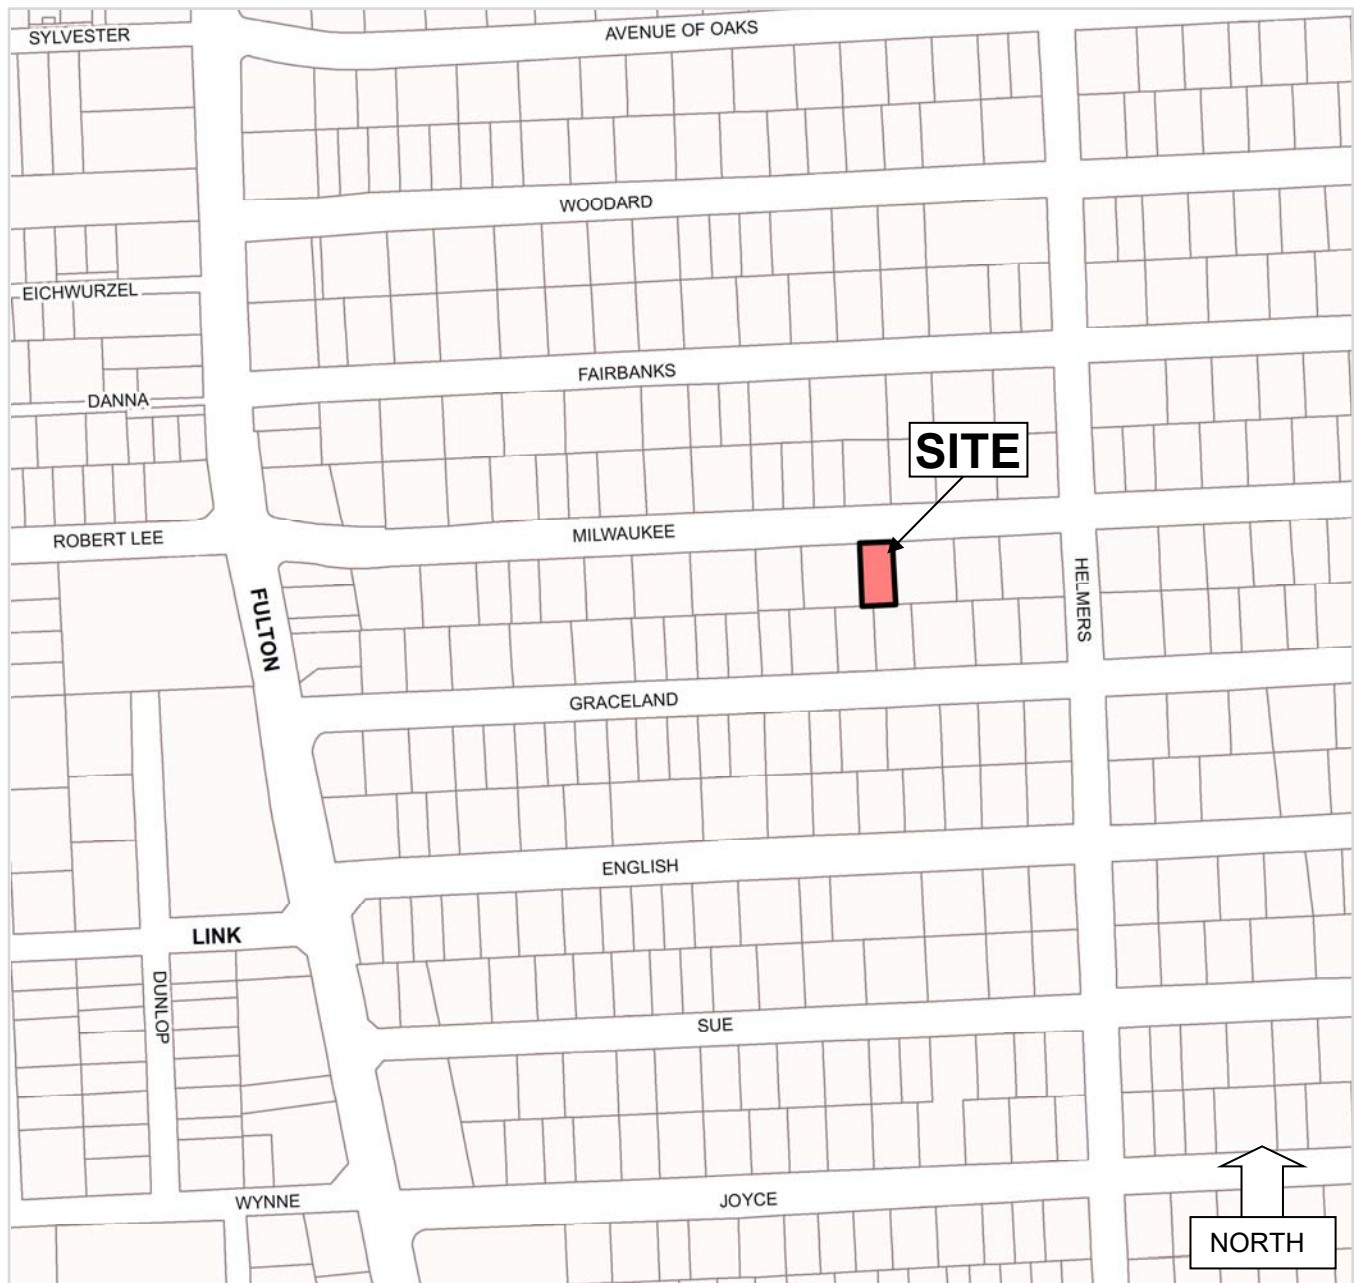 AVENUE OF OAKS
SYLVESTER
WOODARD
EICHWURZEL
FAIRBANKS
DANNA
SITE
MILWAUKEE
ROBERT LEE
HELMERS
FULTON
GRACELAND
ENGLISH
LINK
DUNLOP
SUE
WYNNE
JOYCE
NORTH